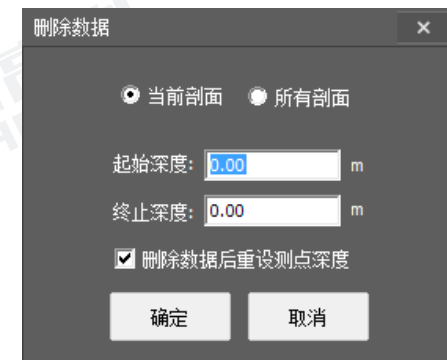 删除数据
当前剖面 所有剖面
起始深度: 0.00 m
终止深度: 0.00 m
删除数据后重设测点深度
确定 取消